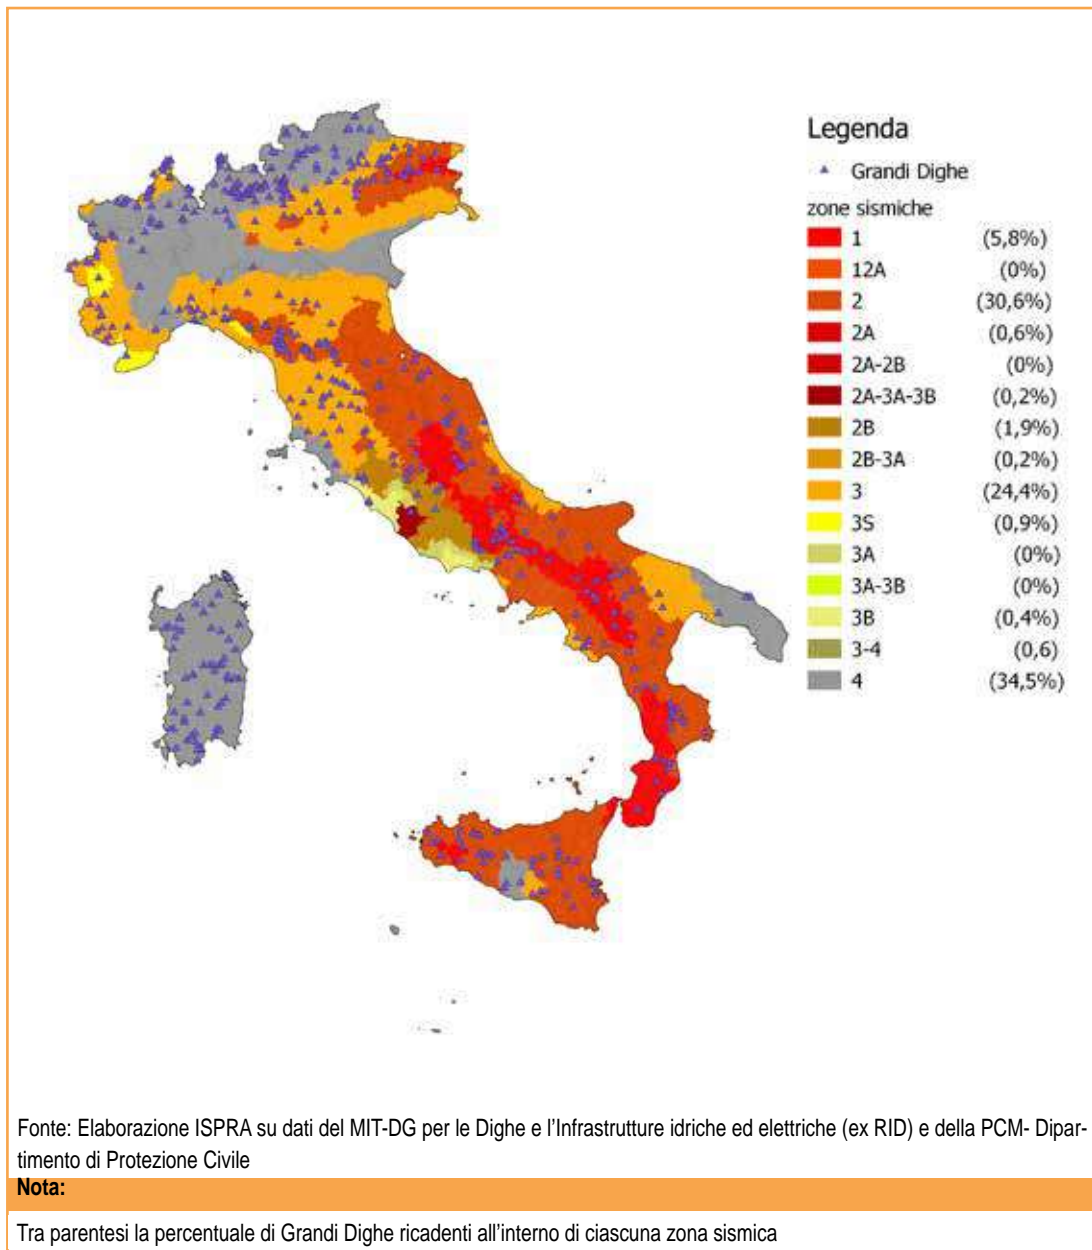 Legenda
Grandi Dighe
zone sismiche
1 (5,8%)
12A (0%)
2 (30,6%)
2A (0,6%)
2A-2B (0%)
2A-3A-3B (0,2%)
2B (1,9%)
2B-3A (0,2%)
3 (24,4%)
3S (0,9%)
3A (0%)
3A-3B (0%)
3B (0,4%)
3-4 (0,6)
4 (34,5%)
Fonte: Elaborazione ISPRA su dati del MIT-DG per le Dighe e l’Infrastrutture idriche ed elettriche (ex RID) e della PCM- Dipar-
timento di Protezione Civile
Nota:
Tra parentesi la percentuale di Grandi Dighe ricadenti all’interno di ciascuna zona sismica